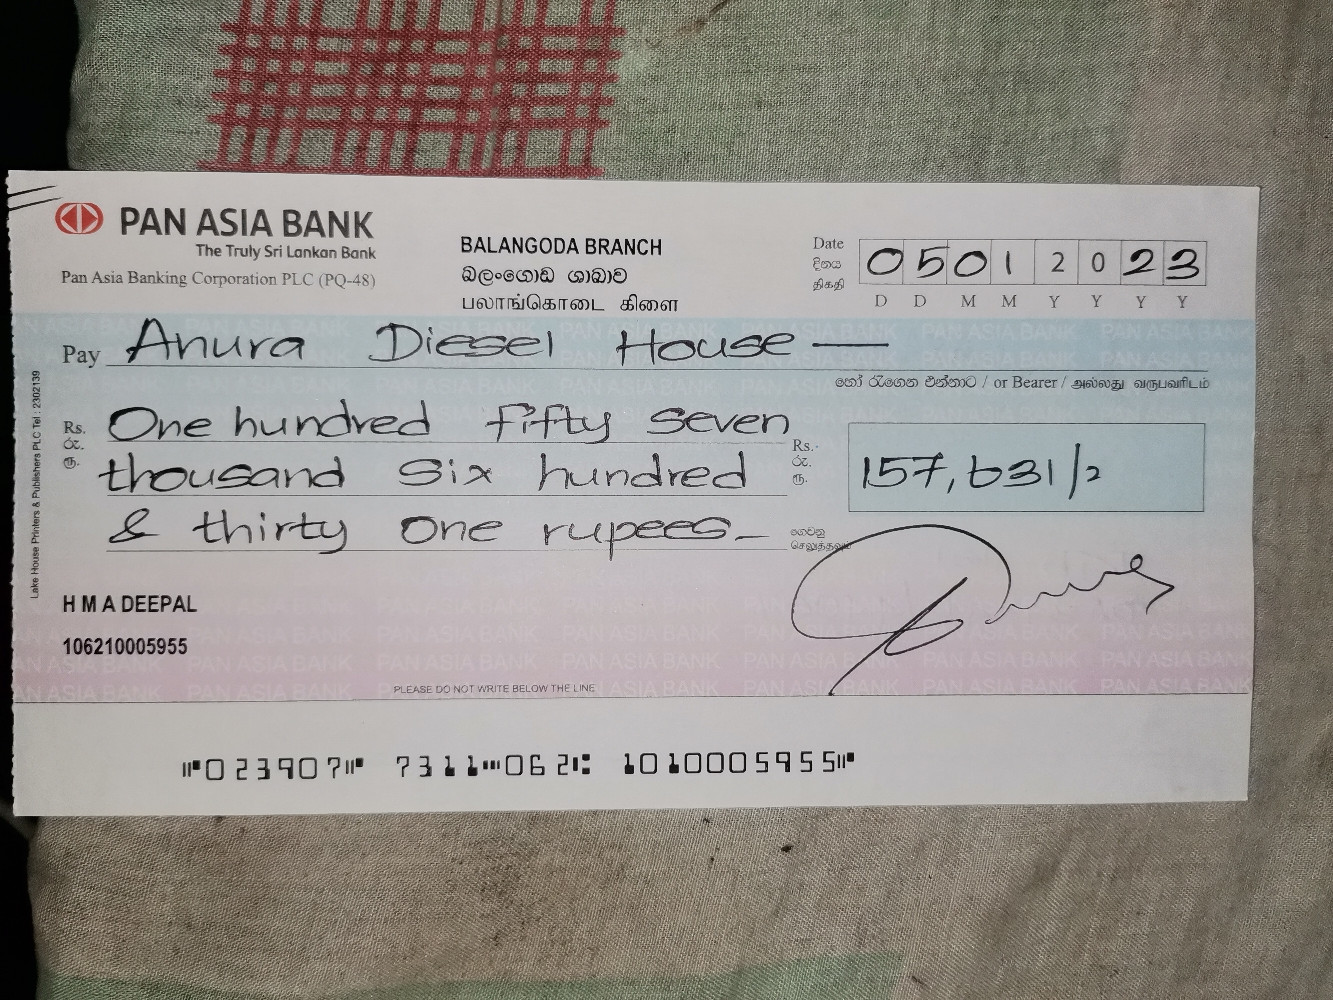 PAN ASIA BANK
The Truly Sri Lankan Bank
Pan Asia Banking Corporation PLC (PQ-48)
BALANGODA BRANCH
බලංගොඩ ශාඛාව
பலாங்கொடை கிளை
Date
දිනය
திகதி
05012023
D D M M Y Y Y Y
Pay Anura Diesel House —
හෝ රැගෙන එන්නාට / or Bearer / அல்லது வருபவரிடம்
Rs.
රු.
ரூ.
One hundred fifty seven
thousand six hundred
& thirty one rupees.–
Rs.
රු.
ரூ.
157,631/2
ගෙවනු
செலுத்தவும்
H M A DEEPAL
106210005955
Lake House Printers & Publishers PLC Tel : 2302139
PLEASE DO NOT WRITE BELOW THE LINE
⑈023907⑈ 7311⑉062⑆ 1010005955⑈